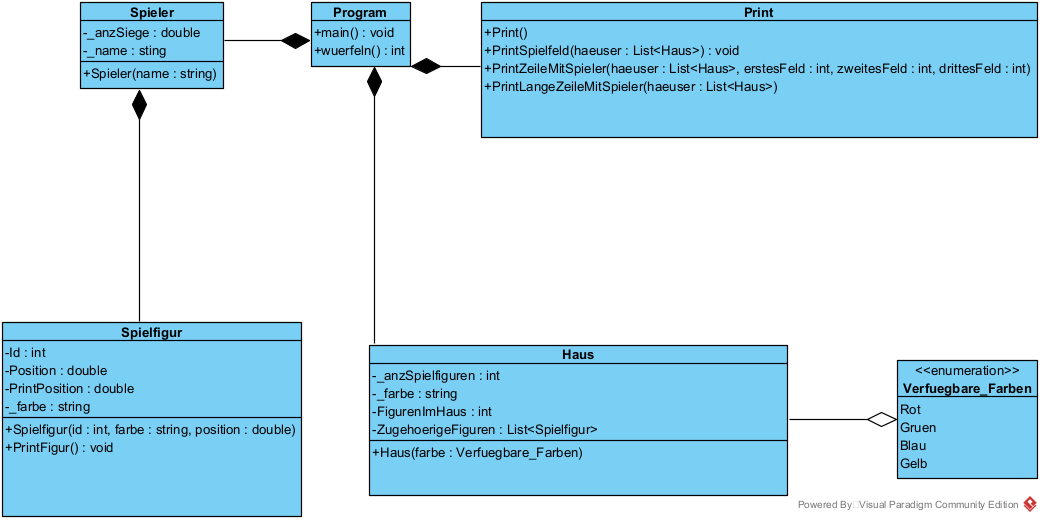 Spieler
-_anzSiege : double
-_name : sting
+Spieler(name : string)
Program
+main() : void
+wuerfeln() : int
Print
+Print()
+PrintSpielfeld(haeuser : List<Haus>) : void
+PrintZeileMitSpieler(haeuser : List<Haus>, erstesFeld : int, zweitesFeld : int, drittesFeld : int)
+PrintLangeZeileMitSpieler(haeuser : List<Haus>)
Spielfigur
-Id : int
-Position : double
-PrintPosition : double
-_farbe : string
+Spielfigur(id : int, farbe : string, position : double)
+PrintFigur() : void
Haus
-_anzSpielfiguren : int
-_farbe : string
-FigurenImHaus : int
-ZugehoerigeFiguren : List<Spielfigur>
+Haus(farbe : Verfuegbare_Farben)
<<enumeration>>
Verfuegbare_Farben
Rot
Gruen
Blau
Gelb
Powered By Visual Paradigm Community Edition